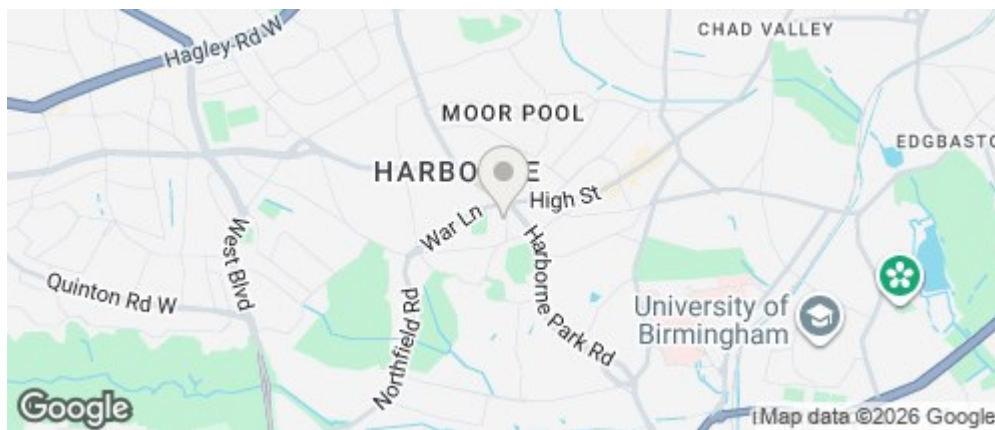 CHAD VALLEY
Hagley Rd W
MOOR POOL
EDGBASTO
HARBO E
High St
War Ln
West Blvd
Harborne Park Rd
Quinton Rd W
Northfield Rd
University of
Birmingham
Google
Map data ©2026 Google